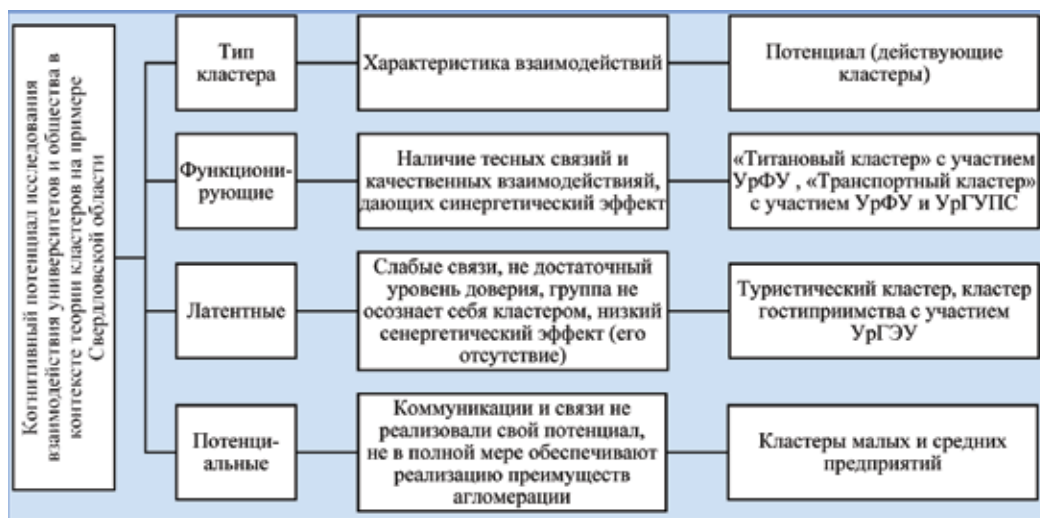 Когнитивный потенциал исследования
взаимодействия университетов и общества в
контексте теории кластеров на примере
Свердловской области
Тип
кластера
Характеристика взаимодействий
Потенциал (действующие
кластеры)
Функциони-
рующие
Наличие тесных связий и
качественных взаимодействияй,
дающих синергетический эффект
«Титановый кластер» с участием
УрФУ , «Транспортный кластер»
с участием УрФУ и УрГУПС
Латентные
Слабые связи, не достаточный
уровень доверия, группа не
осознает себя кластером, низкий
сенергетический эффект (его
отсутствие)
Туристический кластер, кластер
гостиприимства с участием
УрГЭУ
Потенци-
альные
Коммуникации и связи не
реализовали свой потенциал,
не в полной мере обеспечивают
реализацию преимуществ
агломерации
Кластеры малых и средних
предприятий